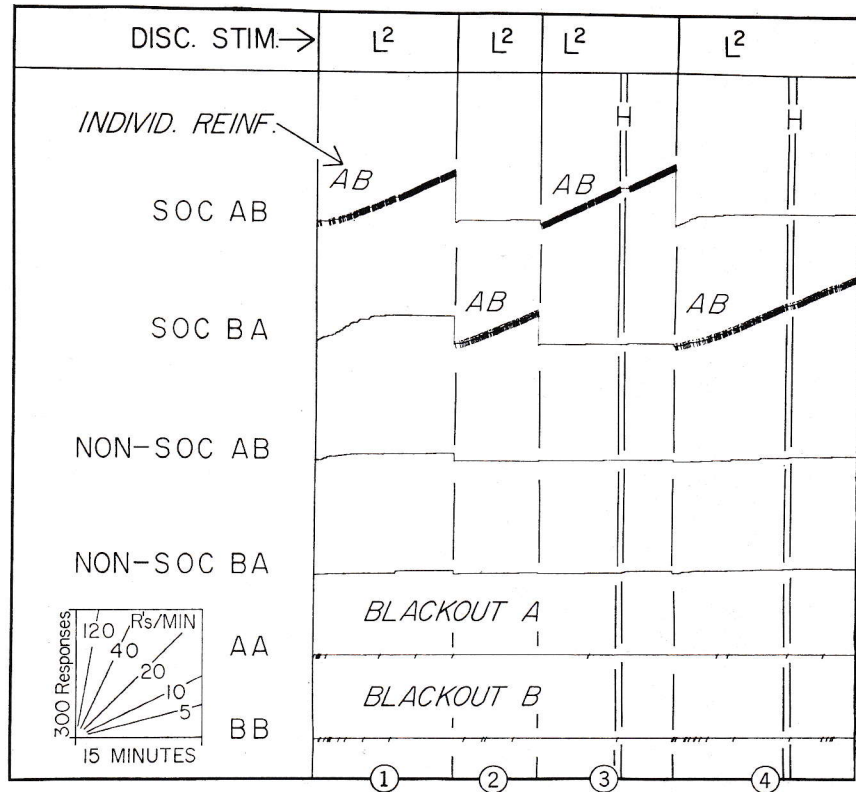 DISC. STIM.→ L² L² L² L²
H H
INDIVID. REINF.
AB AB
SOC AB
AB AB
SOC BA
NON-SOC AB
NON-SOC BA
BLACKOUT A
AA
BLACKOUT B
BB
300 Responses
R's/MIN
120
40
20
10
5
15 MINUTES
1 2 3 4